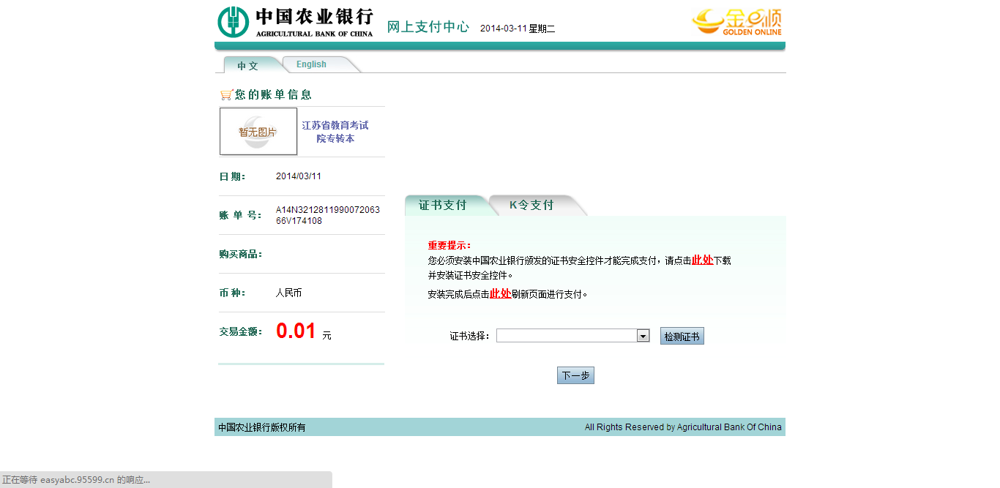 中国农业银行
AGRICULTURAL BANK OF CHINA
网上支付中心
2014-03-11 星期二
金e顺
GOLDEN ONLINE
中 文
English
您的账单信息
暂无图片
江苏省教育考试
院专转本
日 期： 2014/03/11
账 单 号： A14N3212811990072063
66V174108
购买商品：
币 种： 人民币
交易金额： 0.01 元
证书支付
K令支付
重要提示：
您必须安装中国农业银行颁发的证书安全控件才能完成支付，请点击此处下载
并安装证书安全控件。
安装完成后点击此处刷新页面进行支付。
证书选择：
检测证书
下一步
中国农业银行版权所有
All Rights Reserved by Agricultural Bank Of China
正在等待 easyabc.95599.cn 的响应...